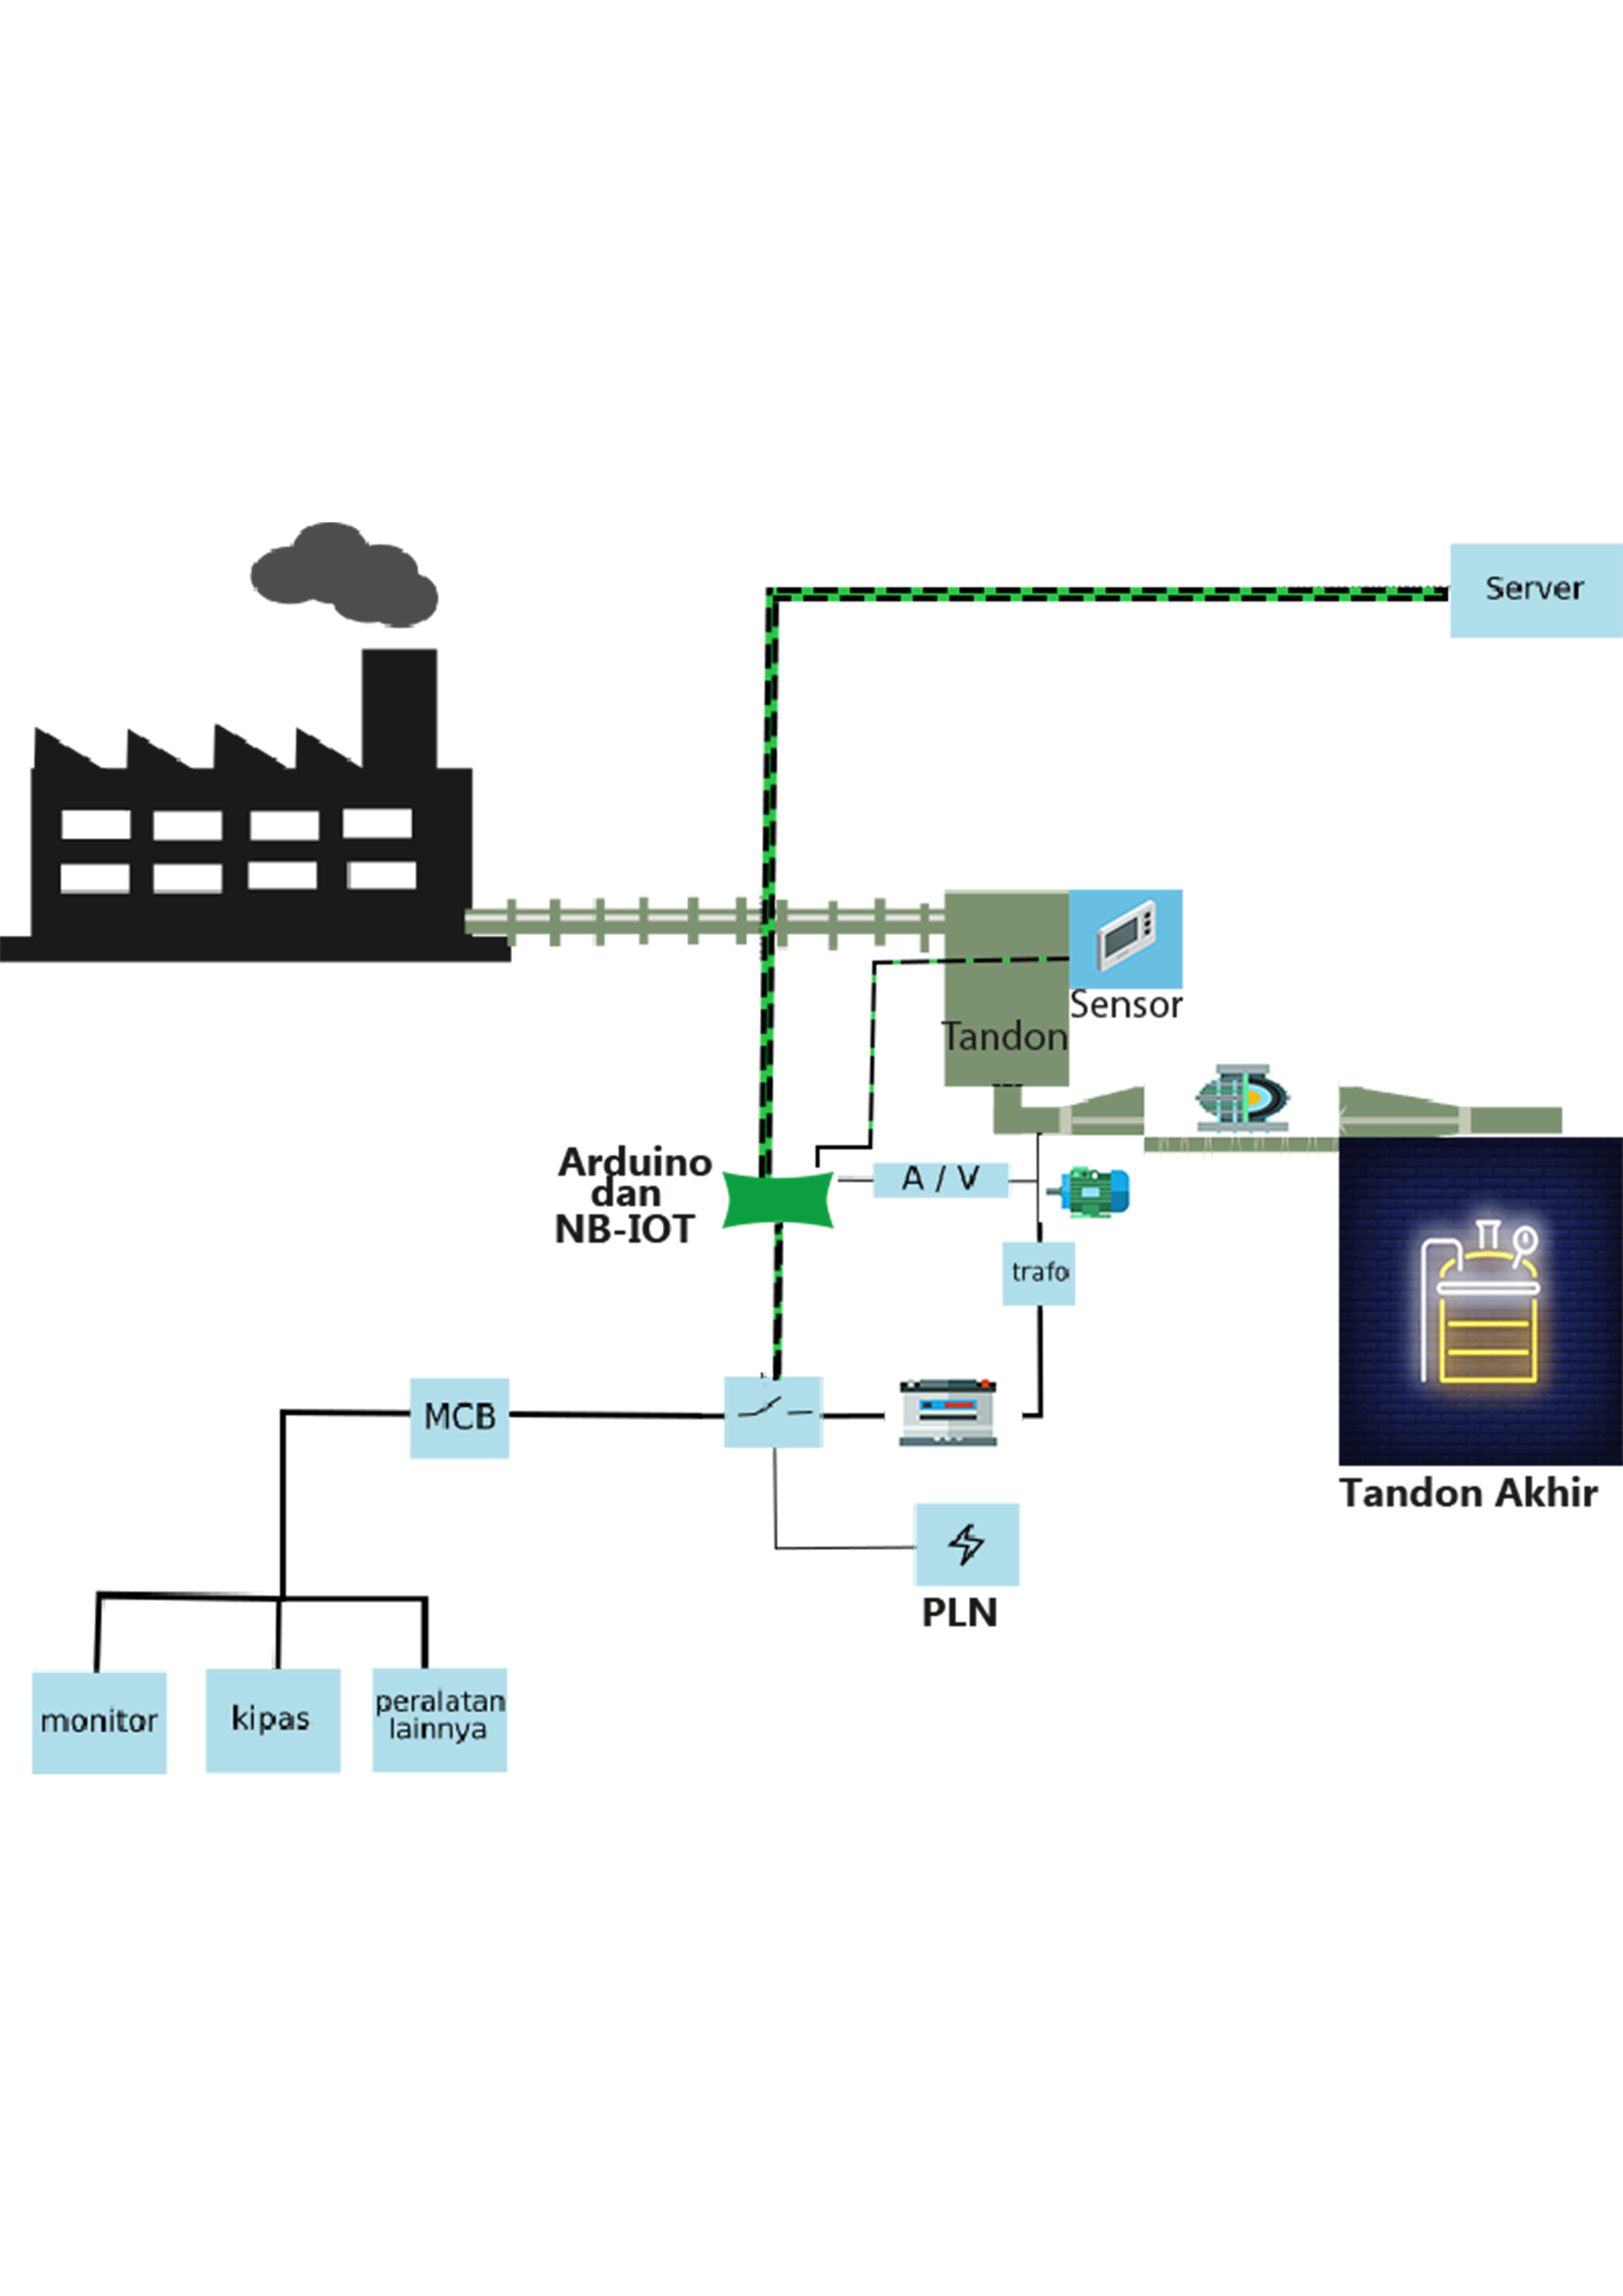 Server
Sensor
Tandon
Arduino
dan
NB-IOT
A / V
trafo
MCB
Tandon Akhir
PLN
monitor
kipas
peralatan
lainnya